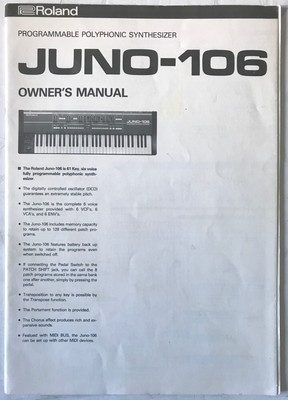 Roland
PROGRAMMABLE POLYPHONIC SYNTHESIZER
JUNO-106
OWNER'S MANUAL
JUNO-106
■ The Roland Juno-106 is 61 Key, six voice
fully programmable polyphonic synth-
esizer.
● The digitally controlled oscillator (DCO)
guarantees an extremely stable pitch.
● The Juno-106 is the complete 6 voice
synthesizer provided with 6 VCF's, 6
VCA's, and 6 ENV's.
● The Juno-106 includes memory capacity
to retain up to 128 different patch pro-
grams.
● The Juno-106 features battery back up
system to retain the programs even
when switched off.
● If connecting the Pedal Switch to the
PATCH SHIFT jack, you can call the 8
patch programs saved in the same bank
one after another, simply by pressing the
pedal.
● Transposition to any key is possible by
the Transpose function.
● The Portament function is provided.
● The Chorus effect produces rich and ex-
pansive sounds.
● Featured with MIDI BUS, the Juno-106
can be set up with other MIDI devices.